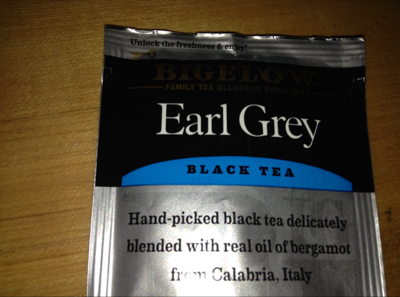 Unlock the freshness & enjoy!
BIGELOW®
FAMILY TEA BLENDERS SINCE
Earl Grey
BLACK TEA
Hand-picked black tea delicately
blended with real oil of bergamot
from Calabria, Italy